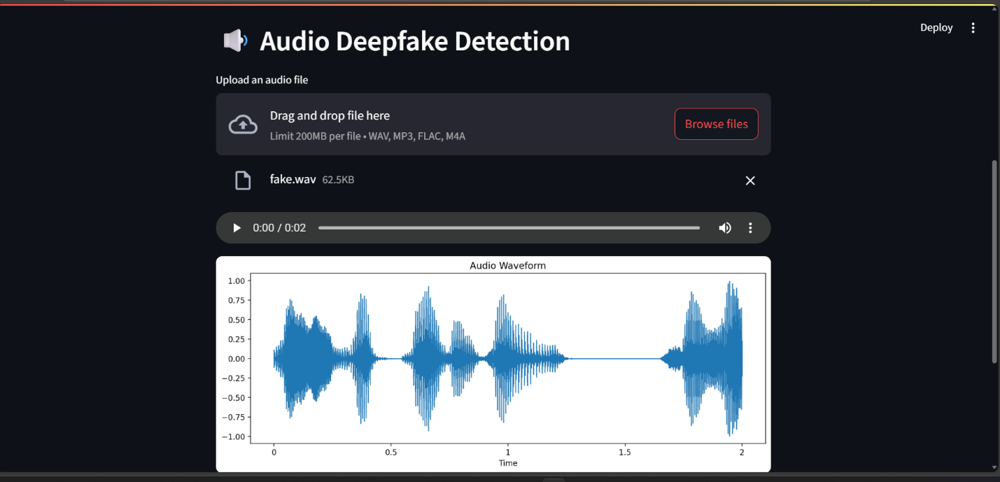 Deploy
Audio Deepfake Detection
Upload an audio file
Drag and drop file here
Limit 200MB per file • WAV, MP3, FLAC, M4A
Browse files
fake.wav 62.5KB
0:00 / 0:02
Audio Waveform
1.00
0.75
0.50
0.25
0.00
−0.25
−0.50
−0.75
−1.00
0 0.5 1 1.5 2
Time